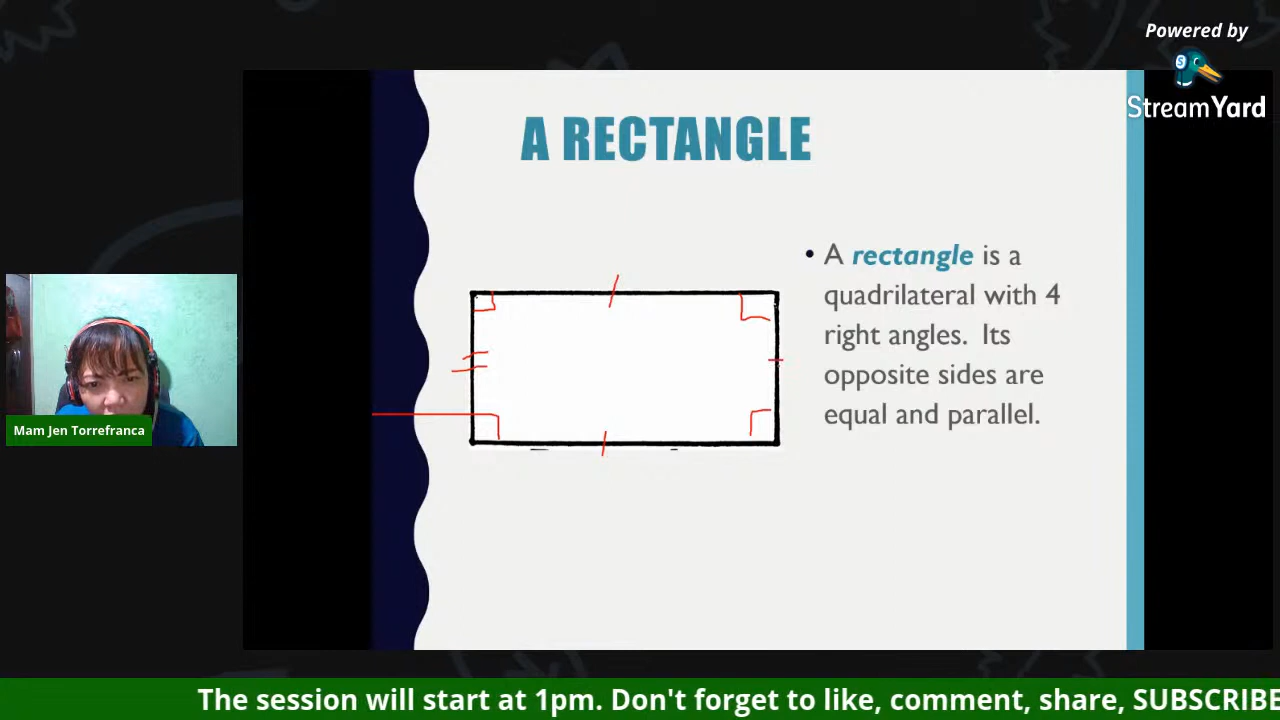 Powered by
StreamYard
A RECTANGLE
• A rectangle is a
quadrilateral with 4
right angles.  Its
opposite sides are
equal and parallel.
Mam Jen Torrefranca
The session will start at 1pm. Don't forget to like, comment, share, SUBSCRIBE